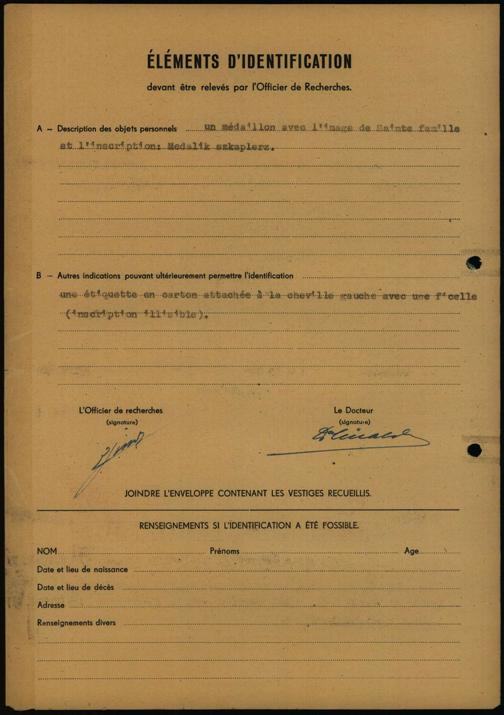 ÉLÉMENTS D'IDENTIFICATION
devant être relevés par l'Officier de Recherches.
A — Description des objets personnels un médaillon avec l'image de Sainte famille
et l'inscription: Medalik szkaplerz.
B — Autres indications pouvant ultérieurement permettre l'identification
une étiquette en carton attachée à la cheville gauche avec une ficelle
(inscription illisible).
L'Officier de recherches Le Docteur
(signature) (signature)
JOINDRE L'ENVELOPPE CONTENANT LES VESTIGES RECUEILLIS.
RENSEIGNEMENTS SI L'IDENTIFICATION A ÉTÉ POSSIBLE.
NOM Prénoms Age
Date et lieu de naissance
Date et lieu de décès
Adresse
Renseignements divers